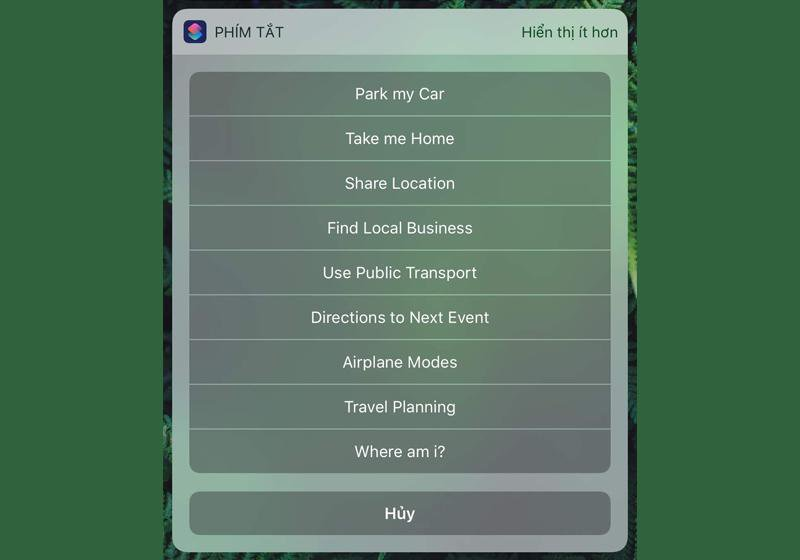 PHÍM TẮT
Hiển thị ít hơn
Park my Car
Take me Home
Share Location
Find Local Business
Use Public Transport
Directions to Next Event
Airplane Modes
Travel Planning
Where am i?
Hủy